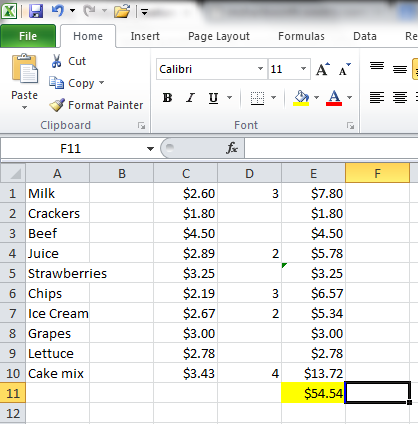 File Home Insert Page Layout Formulas Data
Cut
Copy
Format Painter
Paste
Clipboard
Calibri 11 A A
B I U A
Font
F11 fx
A B C D E F
1 Milk $2.60 3 $7.80
2 Crackers $1.80 $1.80
3 Beef $4.50 $4.50
4 Juice $2.89 2 $5.78
5 Strawberries $3.25 $3.25
6 Chips $2.19 3 $6.57
7 Ice Cream $2.67 2 $5.34
8 Grapes $3.00 $3.00
9 Lettuce $2.78 $2.78
10 Cake mix $3.43 4 $13.72
11 $54.54
12